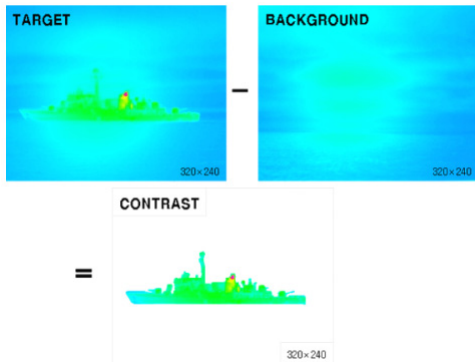 TARGET
BACKGROUND
320×240
−
320×240
=
CONTRAST
320×240